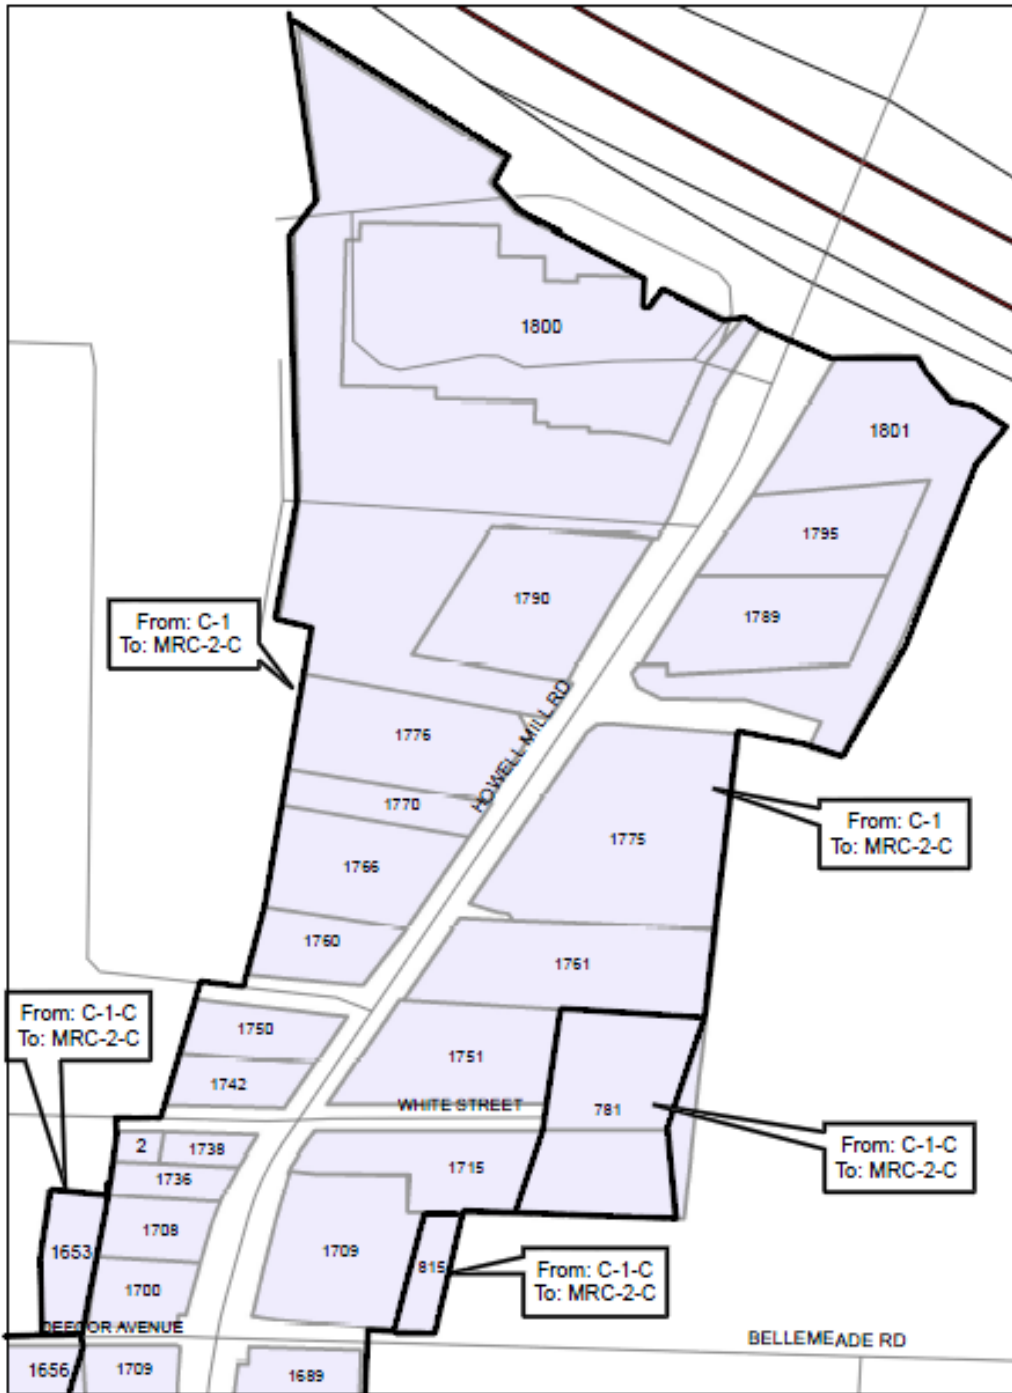 1800
1801
1795
1790
From: C-1
To: MRC-2-C
1789
HOWELL MILL RD
1776
1770
From: C-1
To: MRC-2-C
1775
1766
1760
1761
From: C-1-C
To: MRC-2-C
1750
1751
1742
WHITE STREET
781
2
1738
From: C-1-C
To: MRC-2-C
1715
1736
1708
1653
1709
815
From: C-1-C
To: MRC-2-C
1700
DEFOOR AVENUE
BELLEMEADE RD
1656
1709
1689